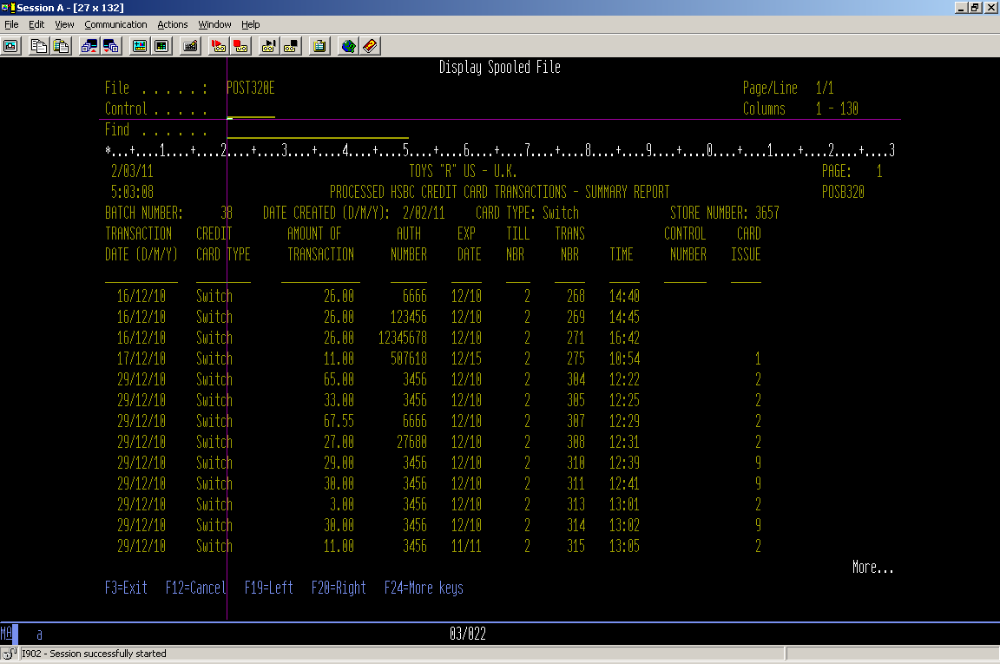 Session A - [27 x 132]
File Edit View Communication Actions Window Help
Display Spooled File
File . . . . . : POST320E Page/Line 1/1
Control . . . . . Columns 1 - 130
Find . . . . . .
*...+....1....+....2....+....3....+....4....+....5....+....6....+....7....+....8....+....9....+....0....+....1....+....2....+....3
2/03/11 TOYS "R" US - U.K. PAGE: 1
5:03:08 PROCESSED HSBC CREDIT CARD TRANSACTIONS - SUMMARY REPORT POSB320
BATCH NUMBER: 38 DATE CREATED (D/M/Y): 2/02/11 CARD TYPE: Switch STORE NUMBER: 3657
TRANSACTION CREDIT AMOUNT OF AUTH EXP TILL TRANS CONTROL CARD
DATE (D/M/Y) CARD TYPE TRANSACTION NUMBER DATE NBR NBR TIME NUMBER ISSUE
16/12/10 Switch 26.00 6666 12/10 2 268 14:40
16/12/10 Switch 26.00 123456 12/10 2 269 14:45
16/12/10 Switch 26.00 12345678 12/10 2 271 16:42
17/12/10 Switch 11.00 507618 12/15 2 275 10:54 1
29/12/10 Switch 65.00 3456 12/10 2 304 12:22 2
29/12/10 Switch 33.00 3456 12/10 2 305 12:25 2
29/12/10 Switch 67.55 6666 12/10 2 307 12:29 2
29/12/10 Switch 27.00 27680 12/10 2 308 12:31 2
29/12/10 Switch 29.00 3456 12/10 2 310 12:39 9
29/12/10 Switch 30.00 3456 12/10 2 311 12:41 9
29/12/10 Switch 3.00 3456 12/10 2 313 13:01 2
29/12/10 Switch 30.00 3456 12/10 2 314 13:02 9
29/12/10 Switch 11.00 3456 11/11 2 315 13:05 2
More...
F3=Exit F12=Cancel F19=Left F20=Right F24=More keys
MA a 03/022
I902 - Session successfully started